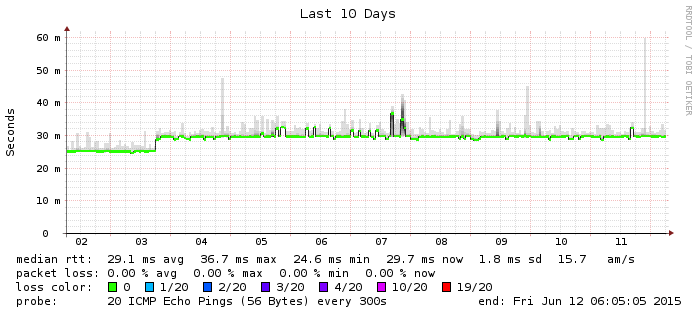 Last 10 Days
RRDTOOL / TOBI OETIKER
Seconds
60 m
50 m
40 m
30 m
20 m
10 m
0
02 03 04 05 06 07 08 09 10 11
median rtt: 29.1 ms avg 36.7 ms max 24.6 ms min 29.7 ms now 1.8 ms sd 15.7 am/s
packet loss: 0.00 % avg 0.00 % max 0.00 % min 0.00 % now
loss color: 0 1/20 2/20 3/20 4/20 10/20 19/20
probe: 20 ICMP Echo Pings (56 Bytes) every 300s end: Fri Jun 12 06:05:05 2015